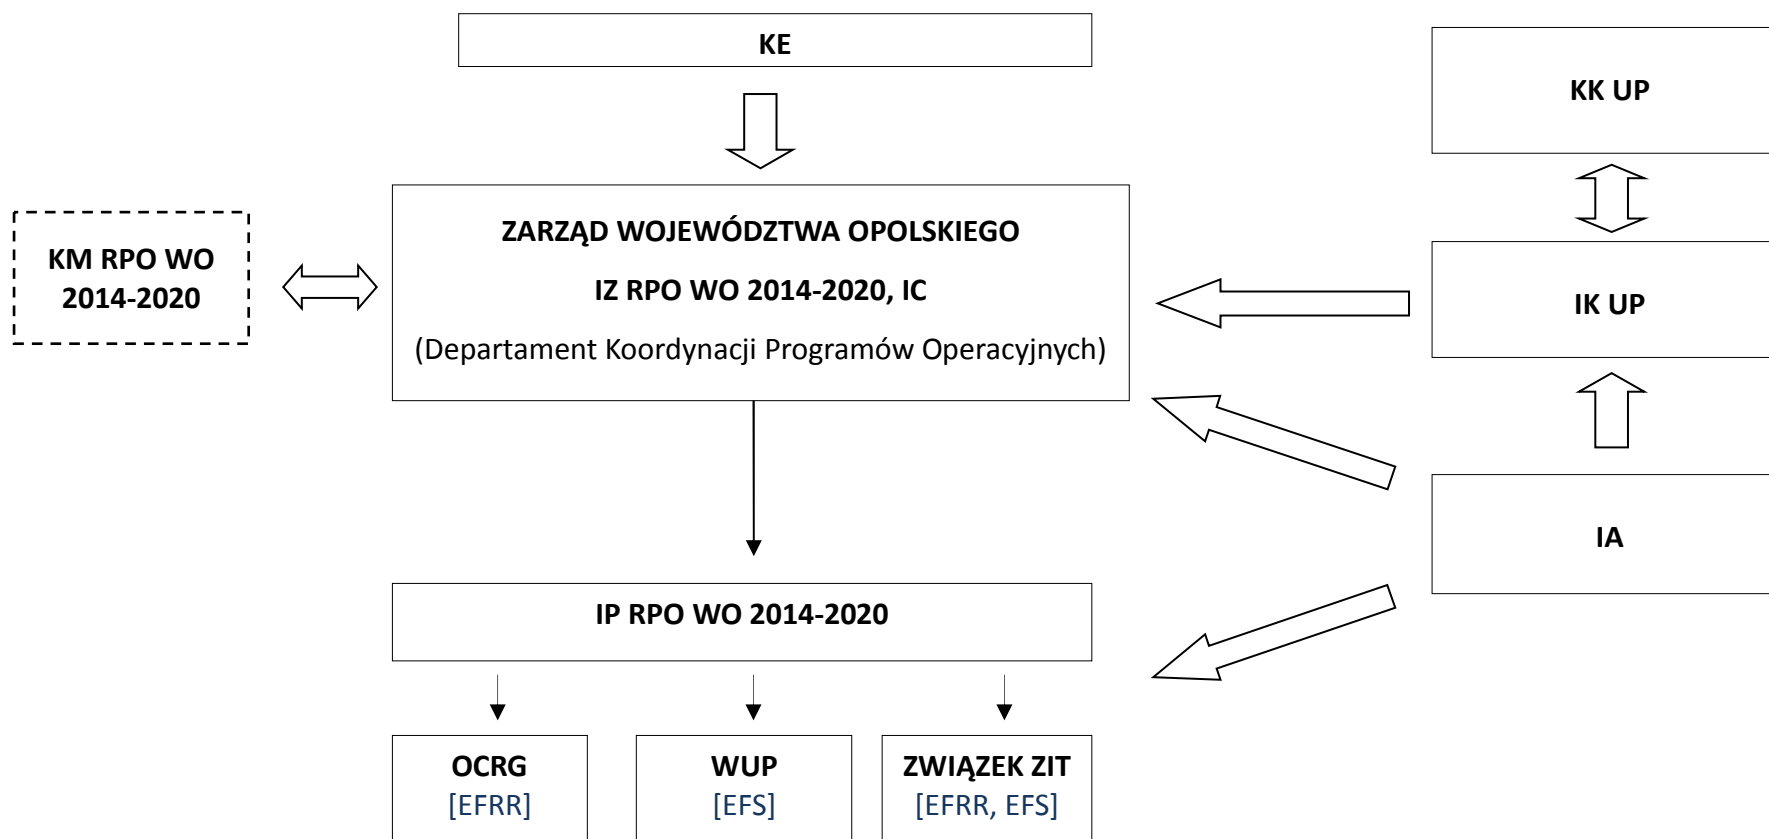 KE
KK UP
ZARZĄD WOJEWÓDZTWA OPOLSKIEGO
IZ RPO WO 2014-2020, IC
(Departament Koordynacji Programów Operacyjnych)
KM RPO WO
2014-2020
IK UP
IA
IP RPO WO 2014-2020
OCRG
[EFRR]
WUP
[EFS]
ZWIĄZEK ZIT
[EFRR, EFS]